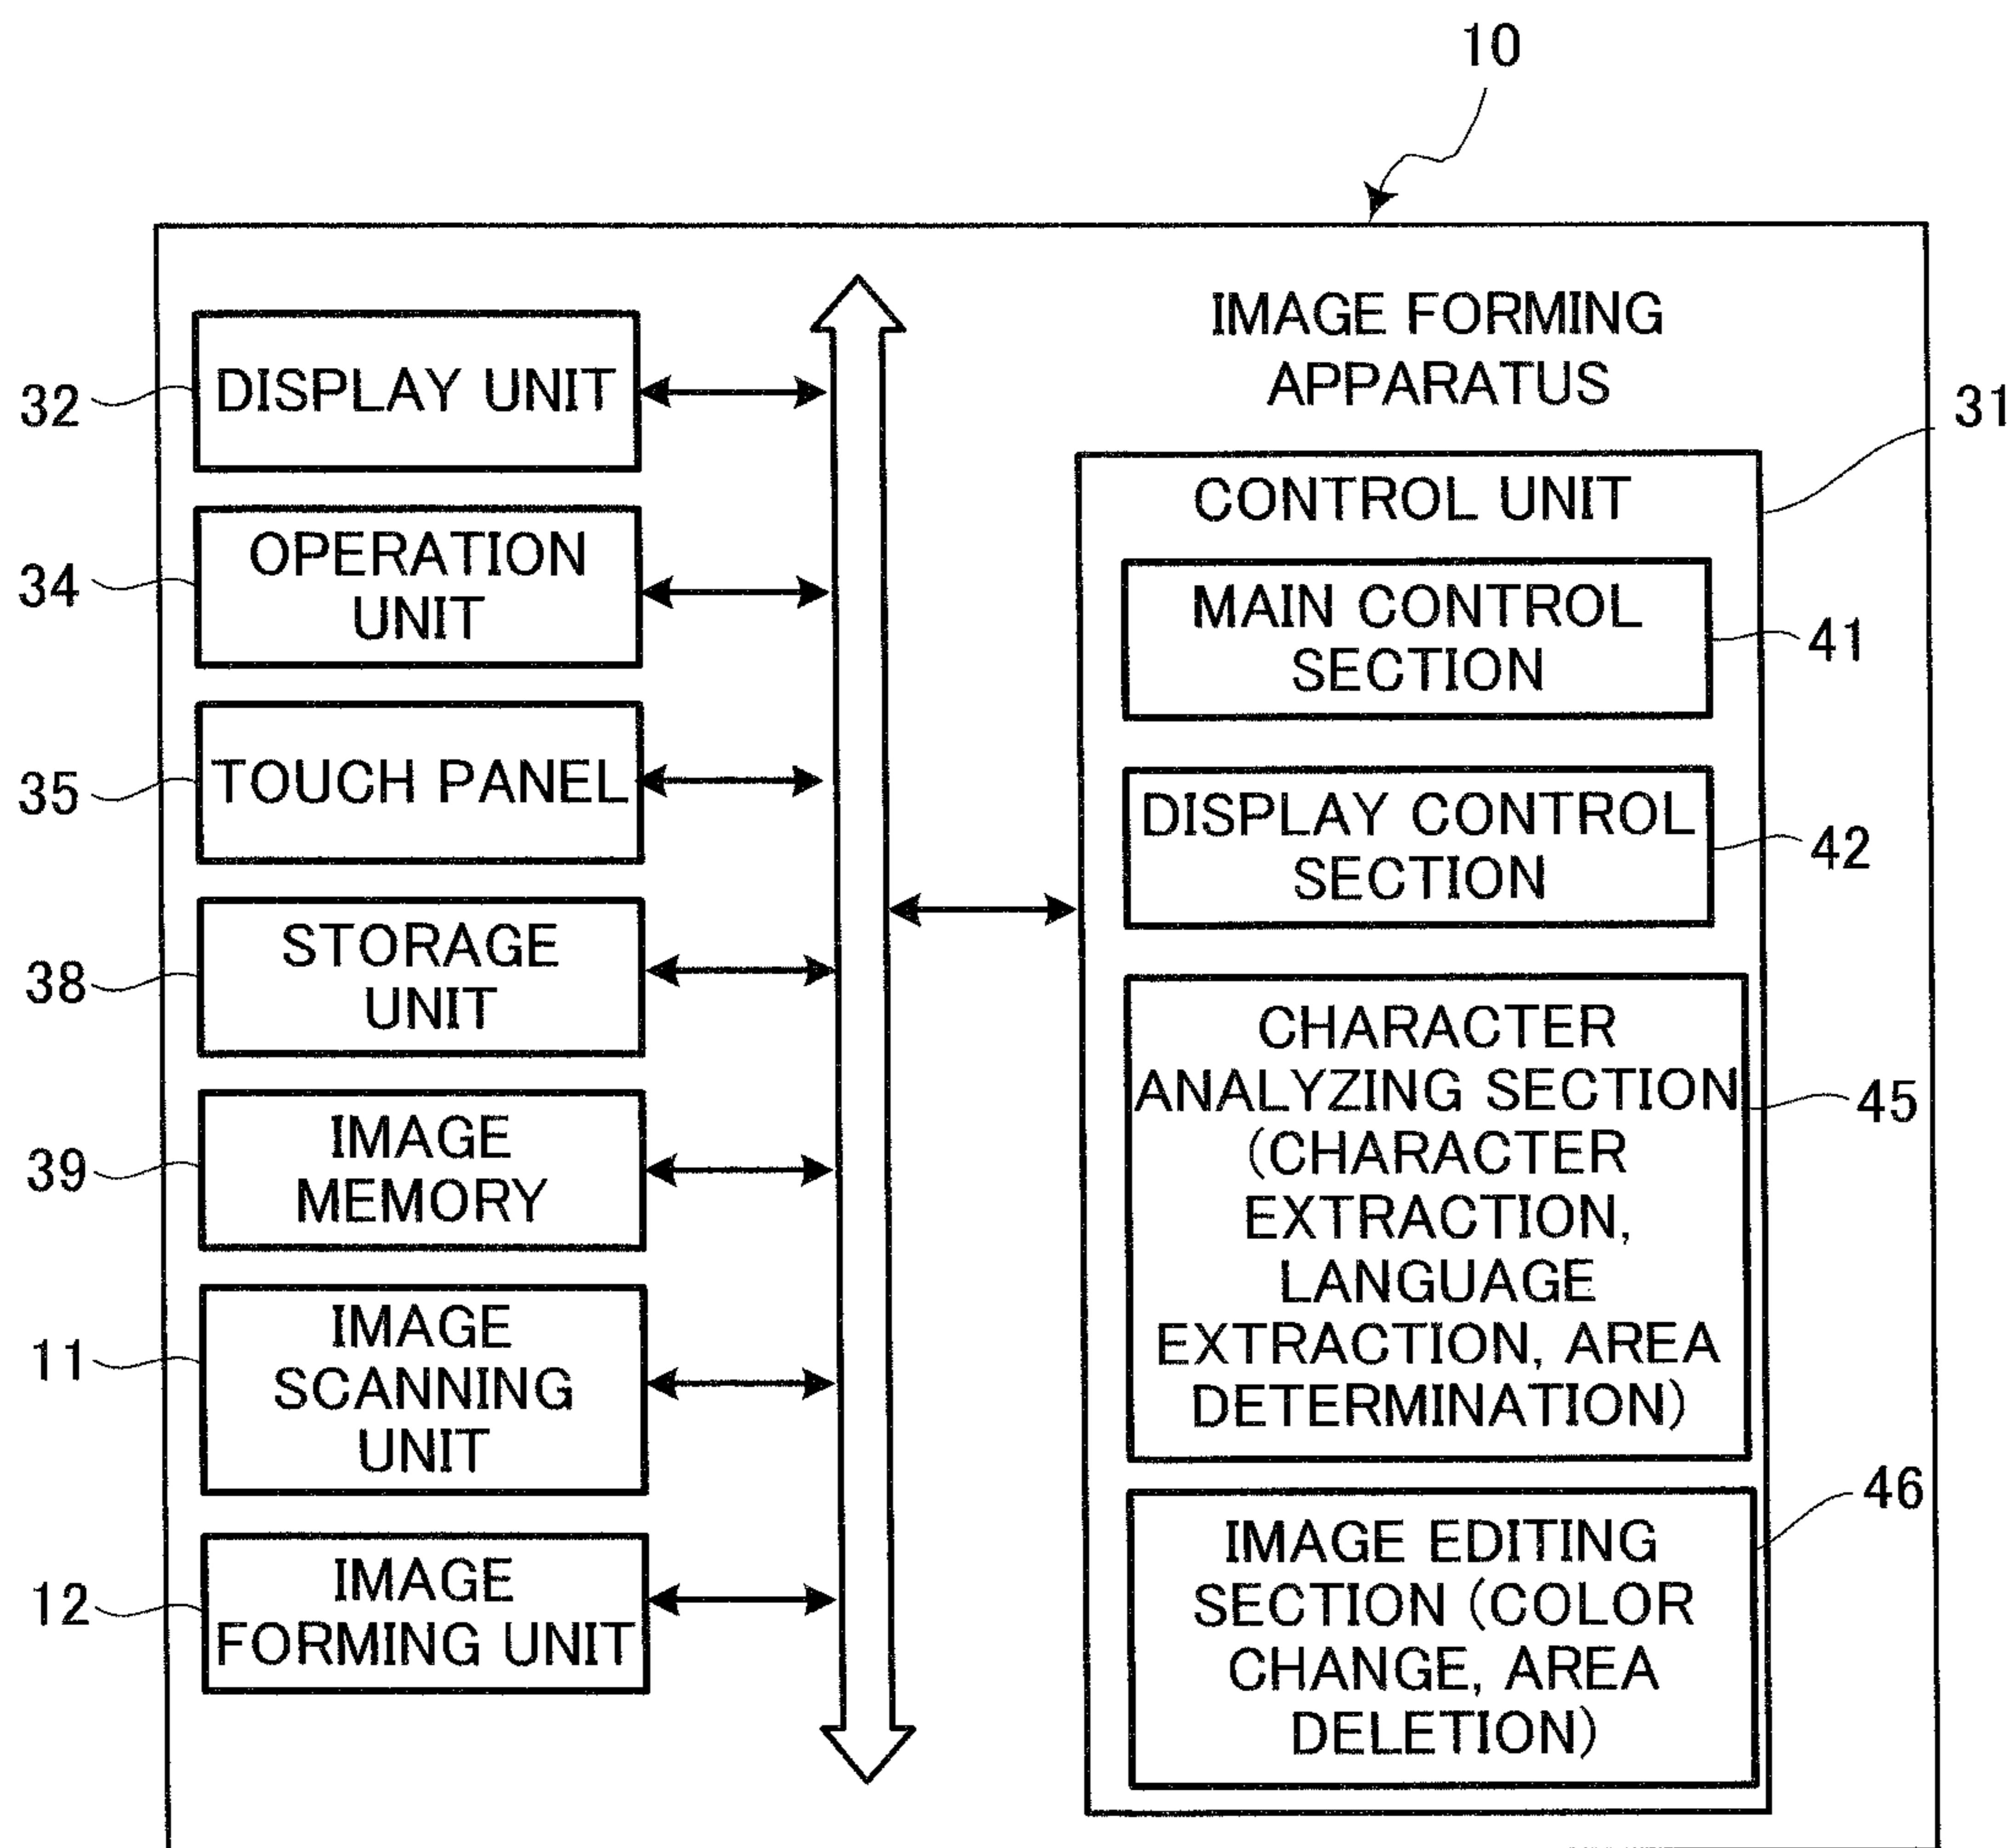 10
IMAGE FORMING
APPARATUS
32
DISPLAY UNIT
34
OPERATION
UNIT
35
TOUCH PANEL
38
STORAGE
UNIT
39
IMAGE
MEMORY
11
IMAGE
SCANNING
UNIT
12
IMAGE
FORMING UNIT
31
CONTROL UNIT
MAIN CONTROL
SECTION
41
DISPLAY CONTROL
SECTION
42
CHARACTER
ANALYZING SECTION
(CHARACTER
EXTRACTION,
LANGUAGE
EXTRACTION, AREA
DETERMINATION)
45
IMAGE EDITING
SECTION (COLOR
CHANGE, AREA
DELETION)
46